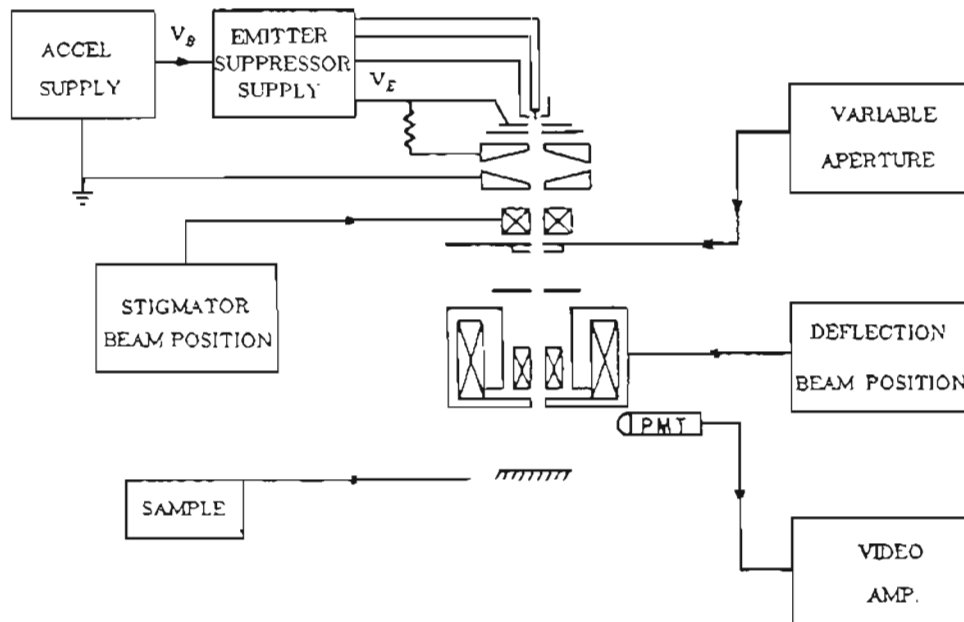 ACCEL
SUPPLY
V_B
EMITTER
SUPPRESSOR
SUPPLY
V_E
VARIABLE
APERTURE
STIGMATOR
BEAM POSITION
DEFLECTION
BEAM POSITION
PMT
SAMPLE
VIDEO
AMP.